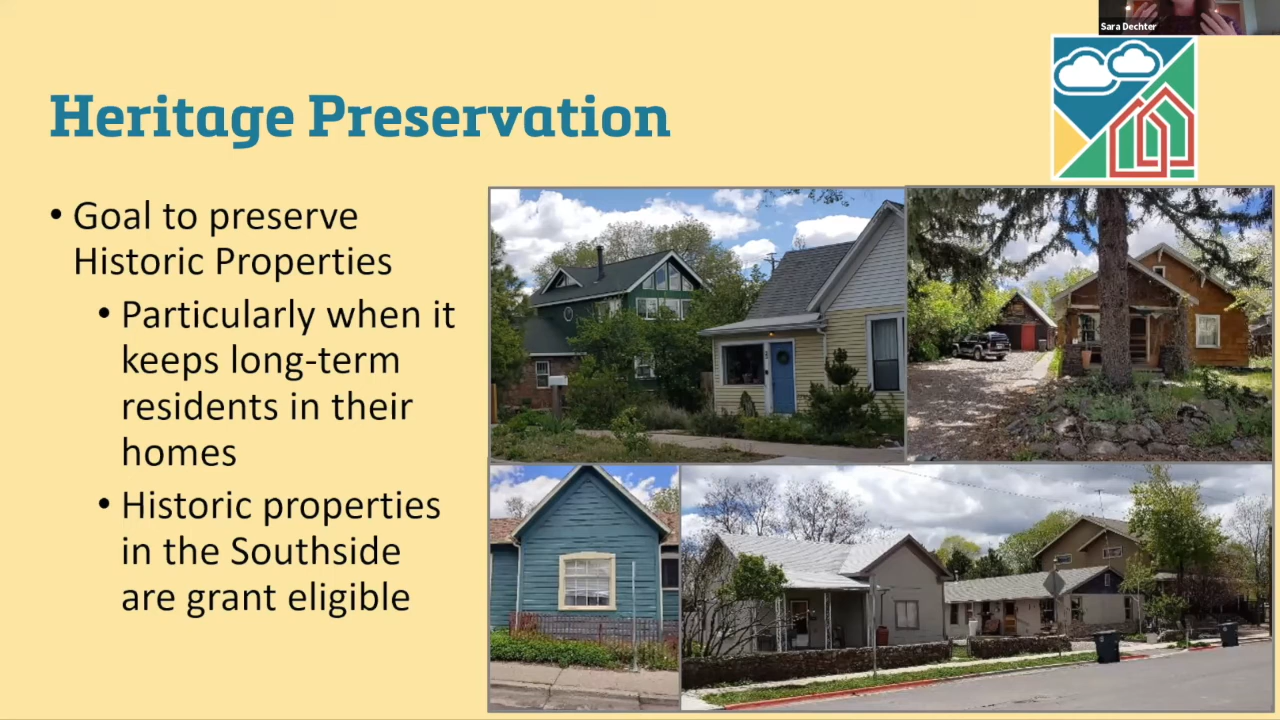 Sara Dechter
Heritage Preservation
• Goal to preserve
Historic Properties
• Particularly when it
keeps long-term
residents in their
homes
• Historic properties
in the Southside
are grant eligible